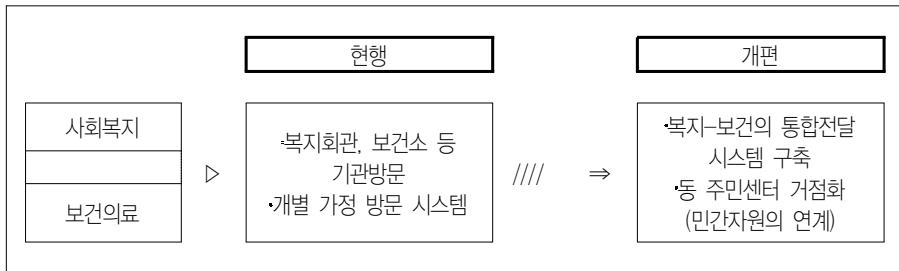 현행
개편
사회복지
보건의료
▷
•복지회관, 보건소 등
기관방문
•개별 가정 방문 시스템
//// ⇒
•복지-보건의 통합전달
시스템 구축
•동 주민센터 거점화
(민간자원의 연계)